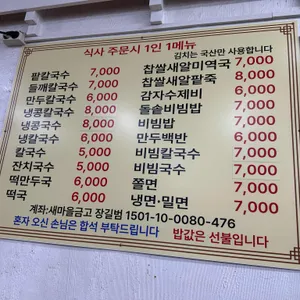 식사 주문시 1인 1메뉴
김치는 국산만 사용합니다
팥칼국수 7,000
들깨칼국수 7,000
만두칼국수 6,000
냉콩칼국수 8,000
냉콩국수 8,000
냉칼국수 6,000
칼국수 5,000
잔치국수 5,000
떡만두국 6,000
떡국 6,000
찹쌀새알미역국 7,000
찹쌀새알팥죽 8,000
감자수제비 6,000
돌솥비빔밥 7,000
비빔밥 7,000
만두백반 6,000
비빔칼국수 7,000
비빔국수 7,000
쫄면 7,000
냉면·밀면 7,000
계좌:새마을금고 장길범 1501-10-0080-476
혼자 오신 손님은 합석 부탁드립니다 밥값은 선불입니다